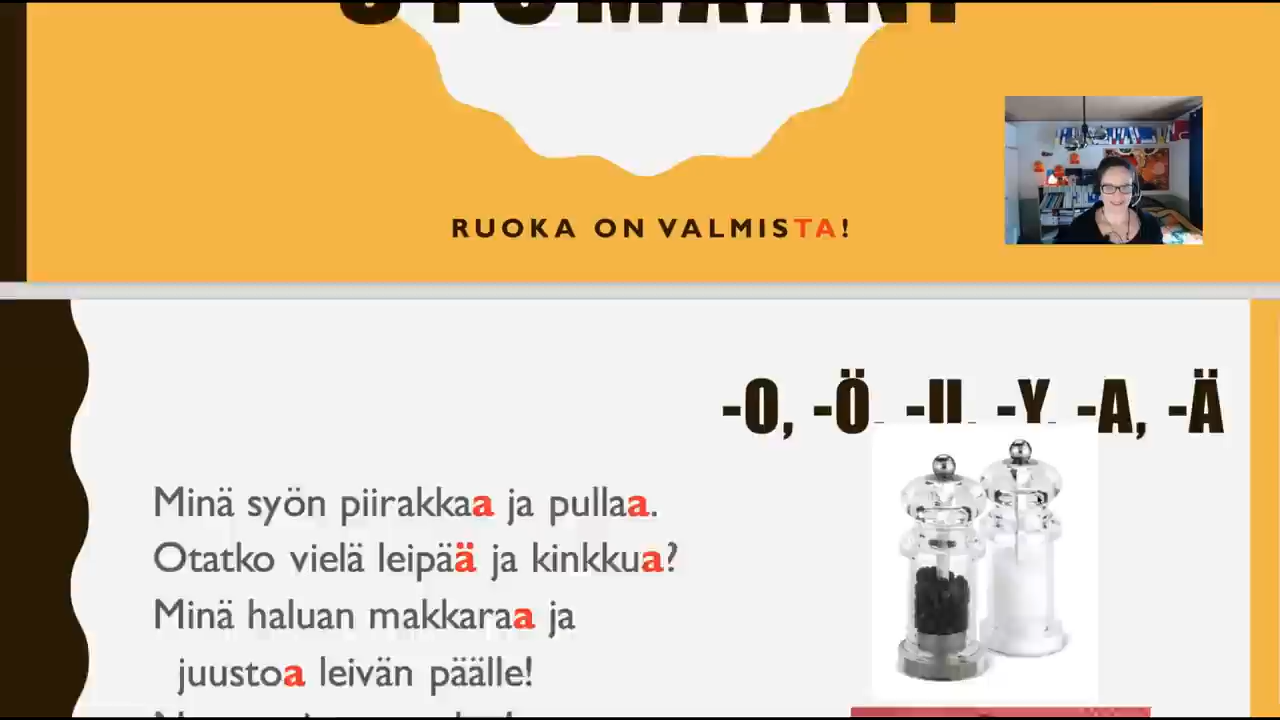 RUOKA ON VALMISTA!
-O, -Ö, -U, -Y, -A, -Ä
Minä syön piirakkaa ja pullaa.
Otatko vielä leipää ja kinkkua?
Minä haluan makkaraa ja
juustoa leivän päälle!